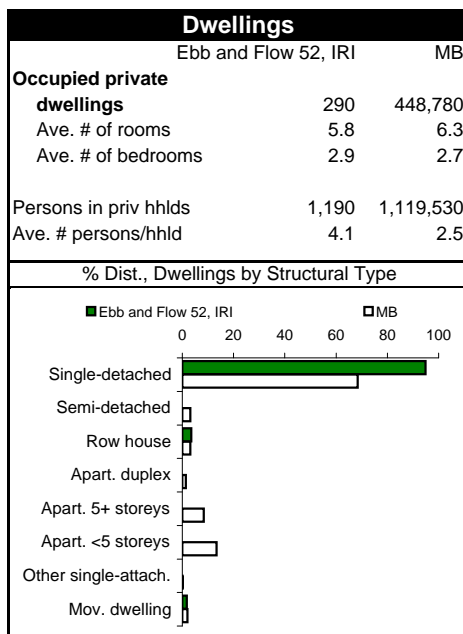 Dwellings
Ebb and Flow 52, IRI MB
Occupied private
dwellings 290 448,780
Ave. # of rooms 5.8 6.3
Ave. # of bedrooms 2.9 2.7
Persons in priv hhlds 1,190 1,119,530
Ave. # persons/hhld 4.1 2.5
% Dist., Dwellings by Structural Type
Ebb and Flow 52, IRI MB
0 20 40 60 80 100
Single-detached
Semi-detached
Row house
Apart. duplex
Apart. 5+ storeys
Apart. <5 storeys
Other single-attach.
Mov. dwelling